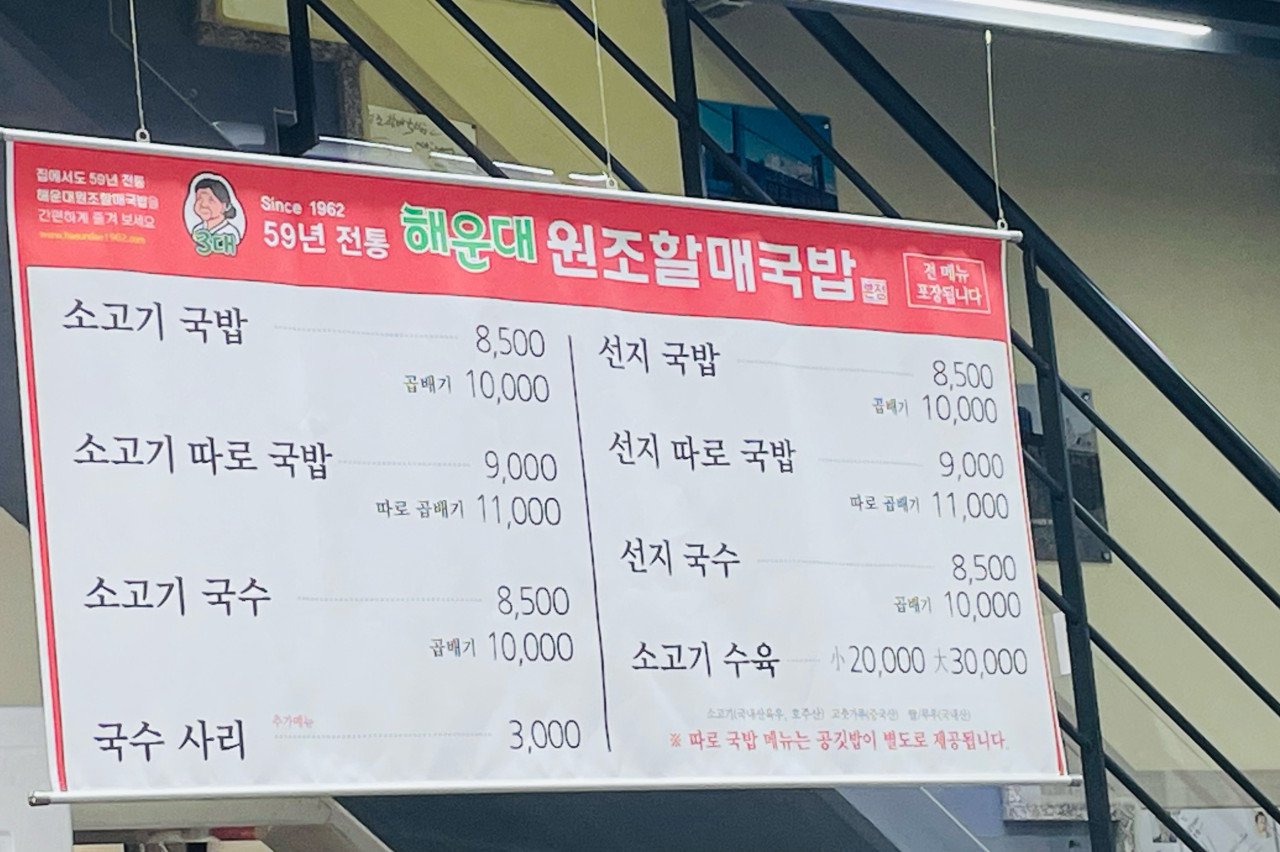 집에서도 59년 전통
해운대원조할매국밥을
간편하게 즐겨 보세요
3대
Since 1962
59년 전통 해운대 원조할매국밥 본점
전 메뉴
포장됩니다
소고기 국밥 8,500
곱배기 10,000
소고기 따로 국밥 9,000
따로 곱배기 11,000
소고기 국수 8,500
곱배기 10,000
국수 사리 추가메뉴 3,000
선지 국밥 8,500
곱배기 10,000
선지 따로 국밥 9,000
따로 곱배기 11,000
선지 국수 8,500
곱배기 10,000
소고기 수육 小 20,000 大 30,000
소고기(국내산육우, 호주산) 고춧가루(중국산) 쌀/두부(국내산)
※ 따로 국밥 메뉴는 공깃밥이 별도로 제공됩니다.